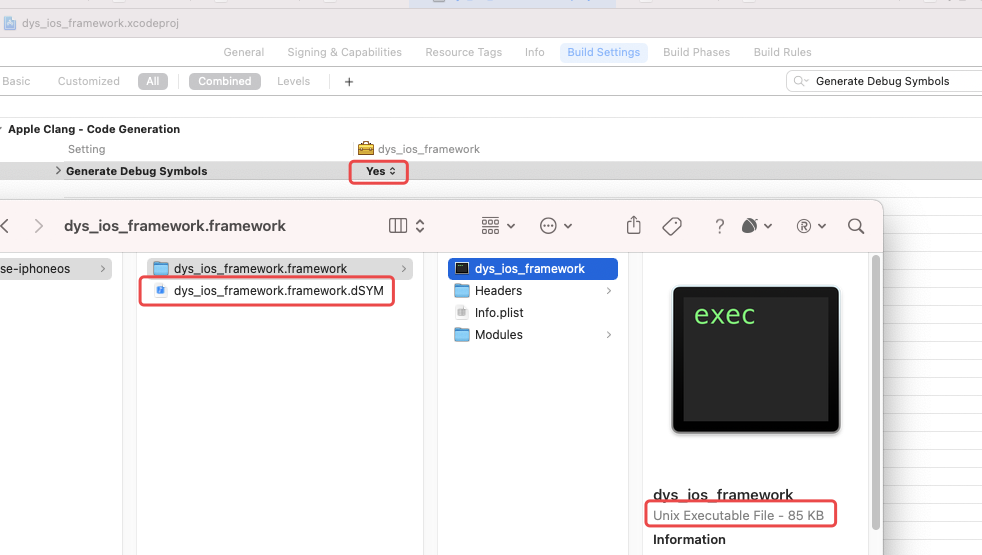 dys_ios_framework.xcodeproj
General Signing & Capabilities Resource Tags Info Build Settings Build Phases Build Rules
Basic Customized All Combined Levels + Generate Debug Symbols
Apple Clang - Code Generation
Setting dys_ios_framework
Generate Debug Symbols Yes
dys_ios_framework.framework
se-iphoneos dys_ios_framework.framework dys_ios_framework
dys_ios_framework.framework.dSYM Headers
Info.plist
Modules
exec
dys_ios_framework
Unix Executable File - 85 KB
Information